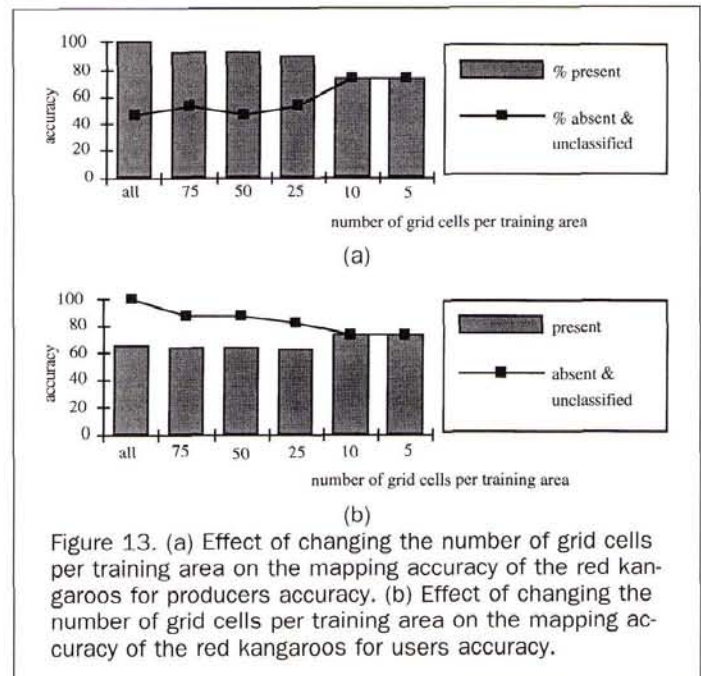 100
80
60
40
20
0
accuracy
all 75 50 25 10 5
number of grid cells per training area
% present
% absent &
unclassified
(a)
100
80
60
40
20
0
accuracy
all 75 50 25 10 5
number of grid cells per training area
present
absent &
unclassified
(b)
Figure 13. (a) Effect of changing the number of grid cells
per training area on the mapping accuracy of the red kan-
garoos for producers accuracy. (b) Effect of changing the
number of grid cells per training area on the mapping ac-
curacy of the red kangaroos for users accuracy.